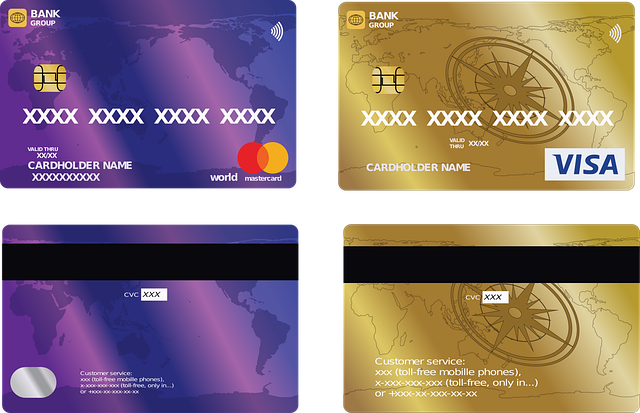 BANK
GROUP
XXXX XXXX XXXX XXXX
VALID THRU
XX/XX
CARDHOLDER NAME
XXXXXXXXXX
world
mastercard
BANK
GROUP
XXXX XXXX XXXX XXXX
VALID
THRU XX/XX
CARDHOLDER NAME
VISA
CVC XXX
Customer service:
xxx (toll-free mobille phones),
x-xxx-xxx-xxx (toll-free, only in...)
or +xxx-xx-xxx-xx-xx
CVC XXX
Customer service:
xxx (toll-free mobille phones),
x-xxx-xxx-xxx (toll-free, only in...)
or +xxx-xx-xxx-xx-xx